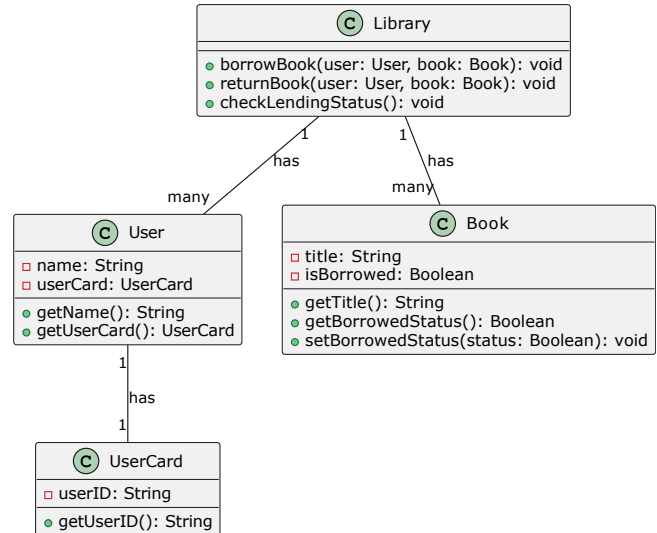 C Library
borrowBook(user: User, book: Book): void
returnBook(user: User, book: Book): void
checkLendingStatus(): void
1
1
has
has
many
many
C User
name: String
userCard: UserCard
getName(): String
getUserCard(): UserCard
C Book
title: String
isBorrowed: Boolean
getTitle(): String
getBorrowedStatus(): Boolean
setBorrowedStatus(status: Boolean): void
1
has
1
C UserCard
userID: String
getUserID(): String